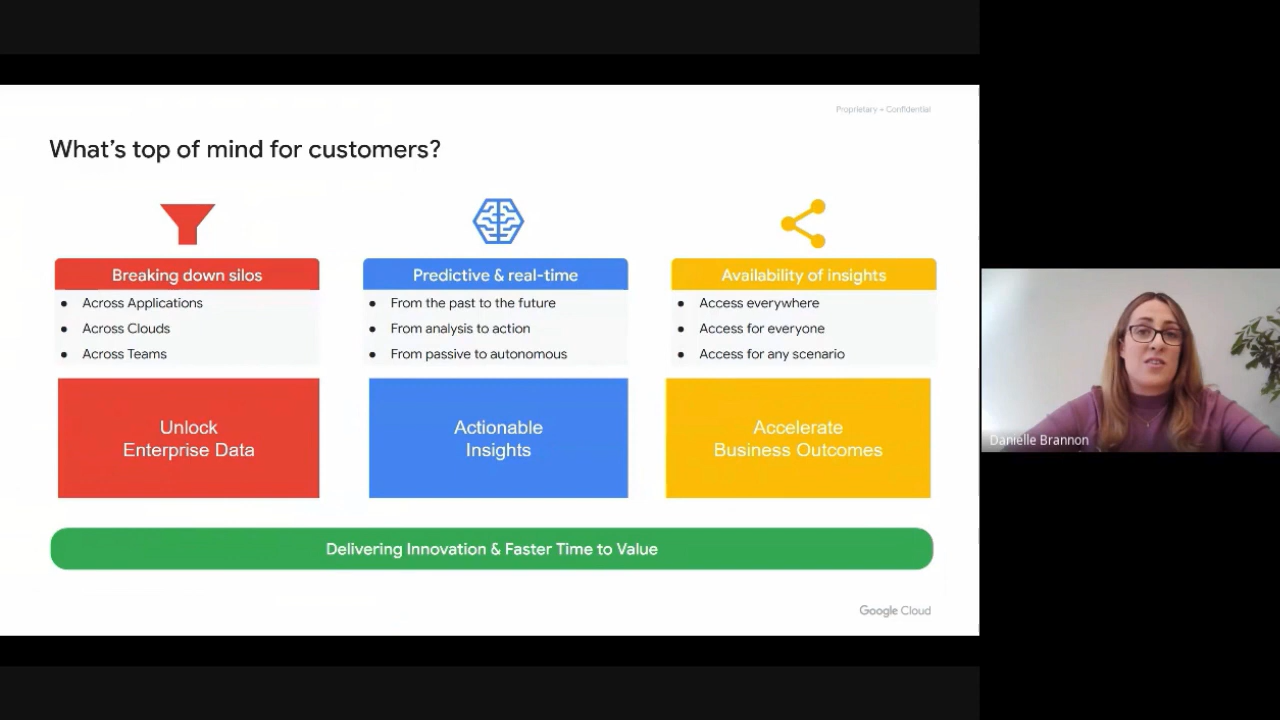 Proprietary + Confidential
What's top of mind for customers?
Breaking down silos
● Across Applications
● Across Clouds
● Across Teams
Unlock
Enterprise Data
Predictive & real-time
● From the past to the future
● From analysis to action
● From passive to autonomous
Actionable
Insights
Availability of insights
● Access everywhere
● Access for everyone
● Access for any scenario
Accelerate
Business Outcomes
Delivering Innovation & Faster Time to Value
Google Cloud
Danielle Brannon